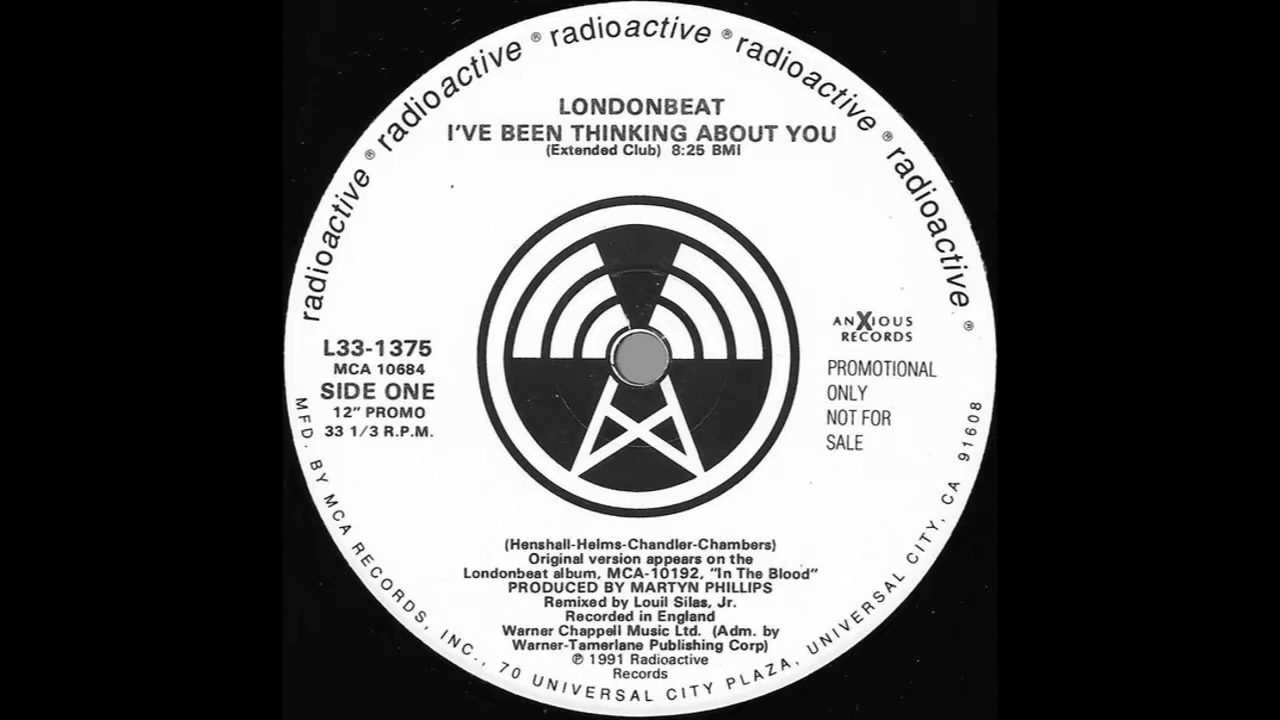 radioactive ® radioactive ® radioactive ® radioactive ® radioactive ®
LONDONBEAT
I'VE BEEN THINKING ABOUT YOU
(Extended Club) 8:25 BMI
L33-1375
MCA 10684
SIDE ONE
12" PROMO
33 1/3 R.P.M.
ANXIOUS
RECORDS
PROMOTIONAL
ONLY
NOT FOR
SALE
(Henshall-Helms-Chandler-Chambers)
Original version appears on the
Londonbeat album, MCA-10192, "In The Blood"
PRODUCED BY MARTYN PHILLIPS
Remixed by Louil Silas, Jr.
Recorded in England
Warner Chappell Music Ltd. (Adm. by
Warner-Tamerlane Publishing Corp)
℗ 1991 Radioactive
Records
MFD. BY MCA RECORDS, INC., 70 UNIVERSAL CITY PLAZA, UNIVERSAL CITY, CA 91608